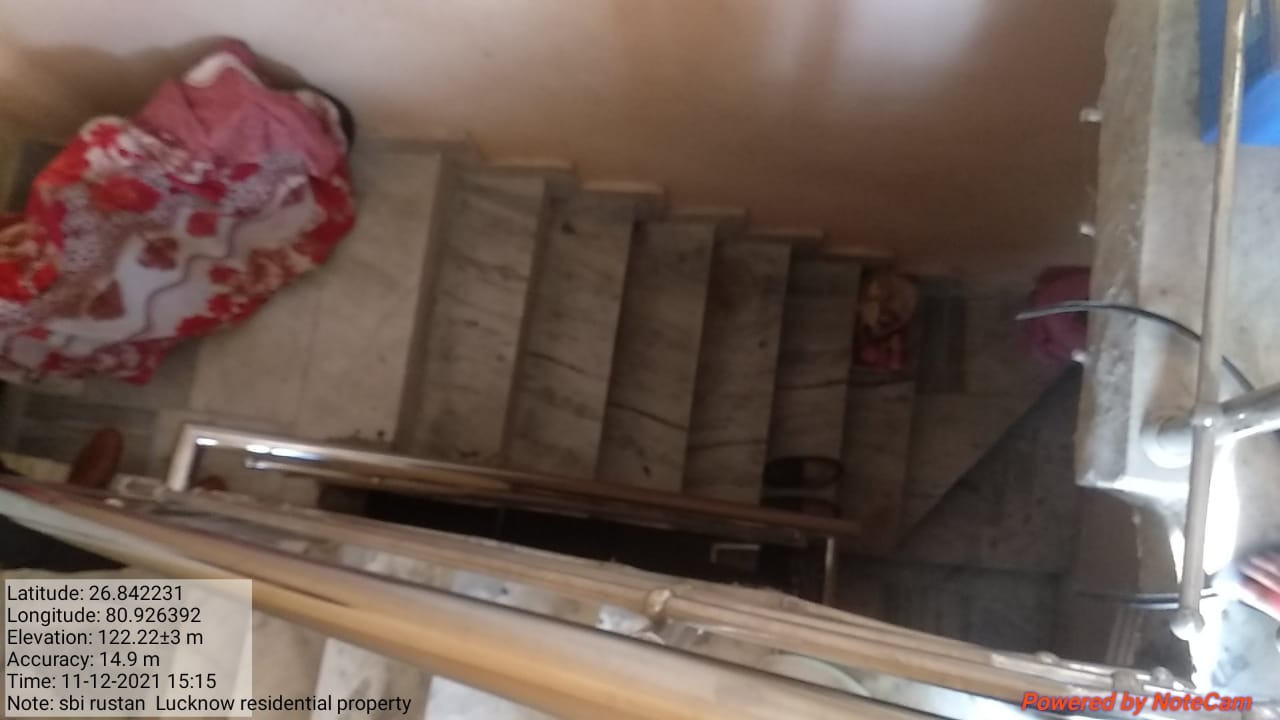 Latitude: 26.842231
Longitude: 80.926392
Elevation: 122.22±3 m
Accuracy: 14.9 m
Time: 11-12-2021 15:15
Note: sbi rustan  Lucknow residential property
Powered by NoteCam